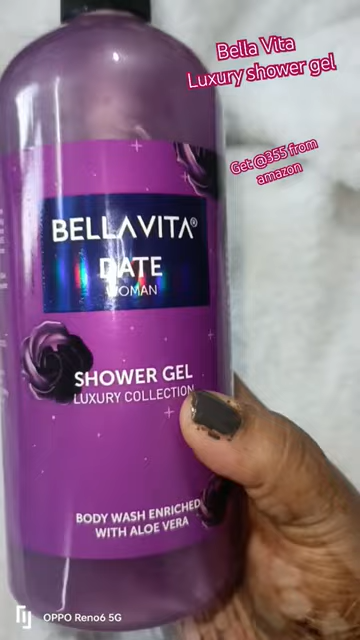 Bella Vita
Luxury shower gel
Get @355 from
amazon
BELLAVITA®
DATE
WOMAN
SHOWER GEL
LUXURY COLLECTION
BODY WASH ENRICHED
WITH ALOE VERA
OPPO Reno6 5G